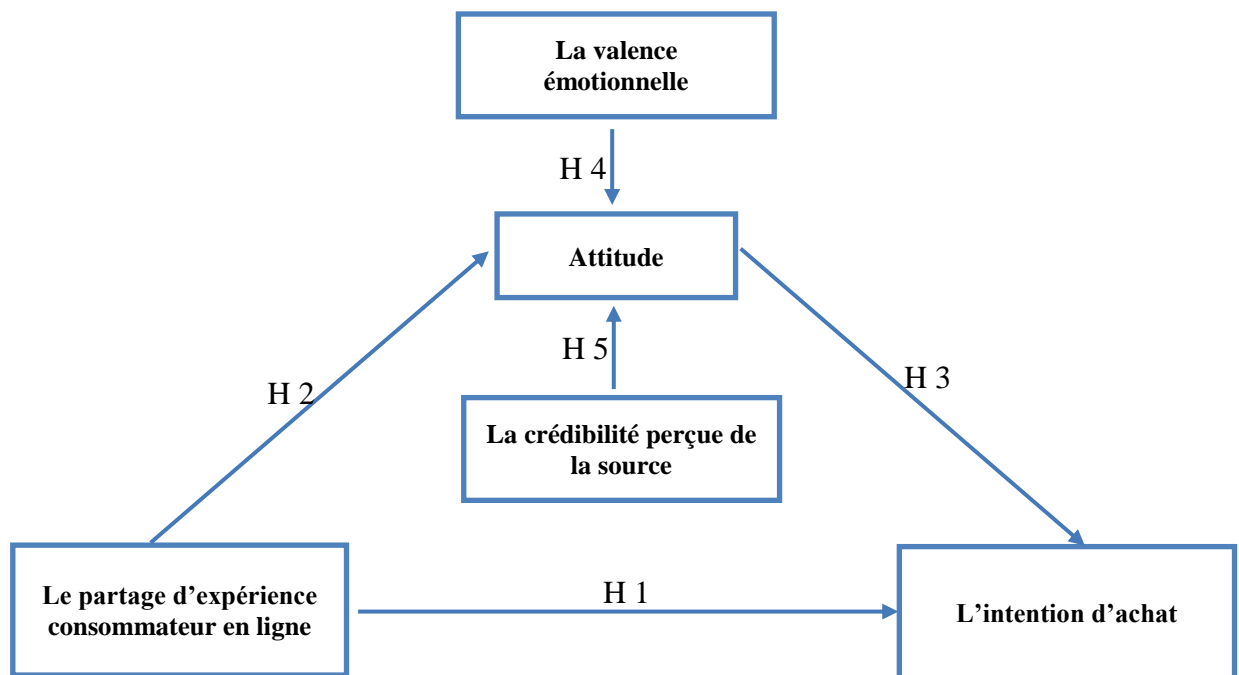 La valence
émotionnelle
H 4
Attitude
H 5
H 2
H 3
La crédibilité perçue de
la source
Le partage d’expérience
consommateur en ligne
H 1
L’intention d’achat